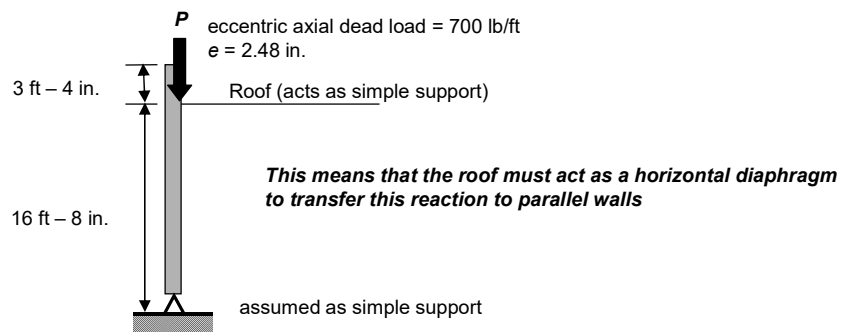 P
eccentric axial dead load = 700 lb/ft
e = 2.48 in.
3 ft – 4 in.
Roof (acts as simple support)
This means that the roof must act as a horizontal diaphragm
to transfer this reaction to parallel walls
16 ft – 8 in.
assumed as simple support